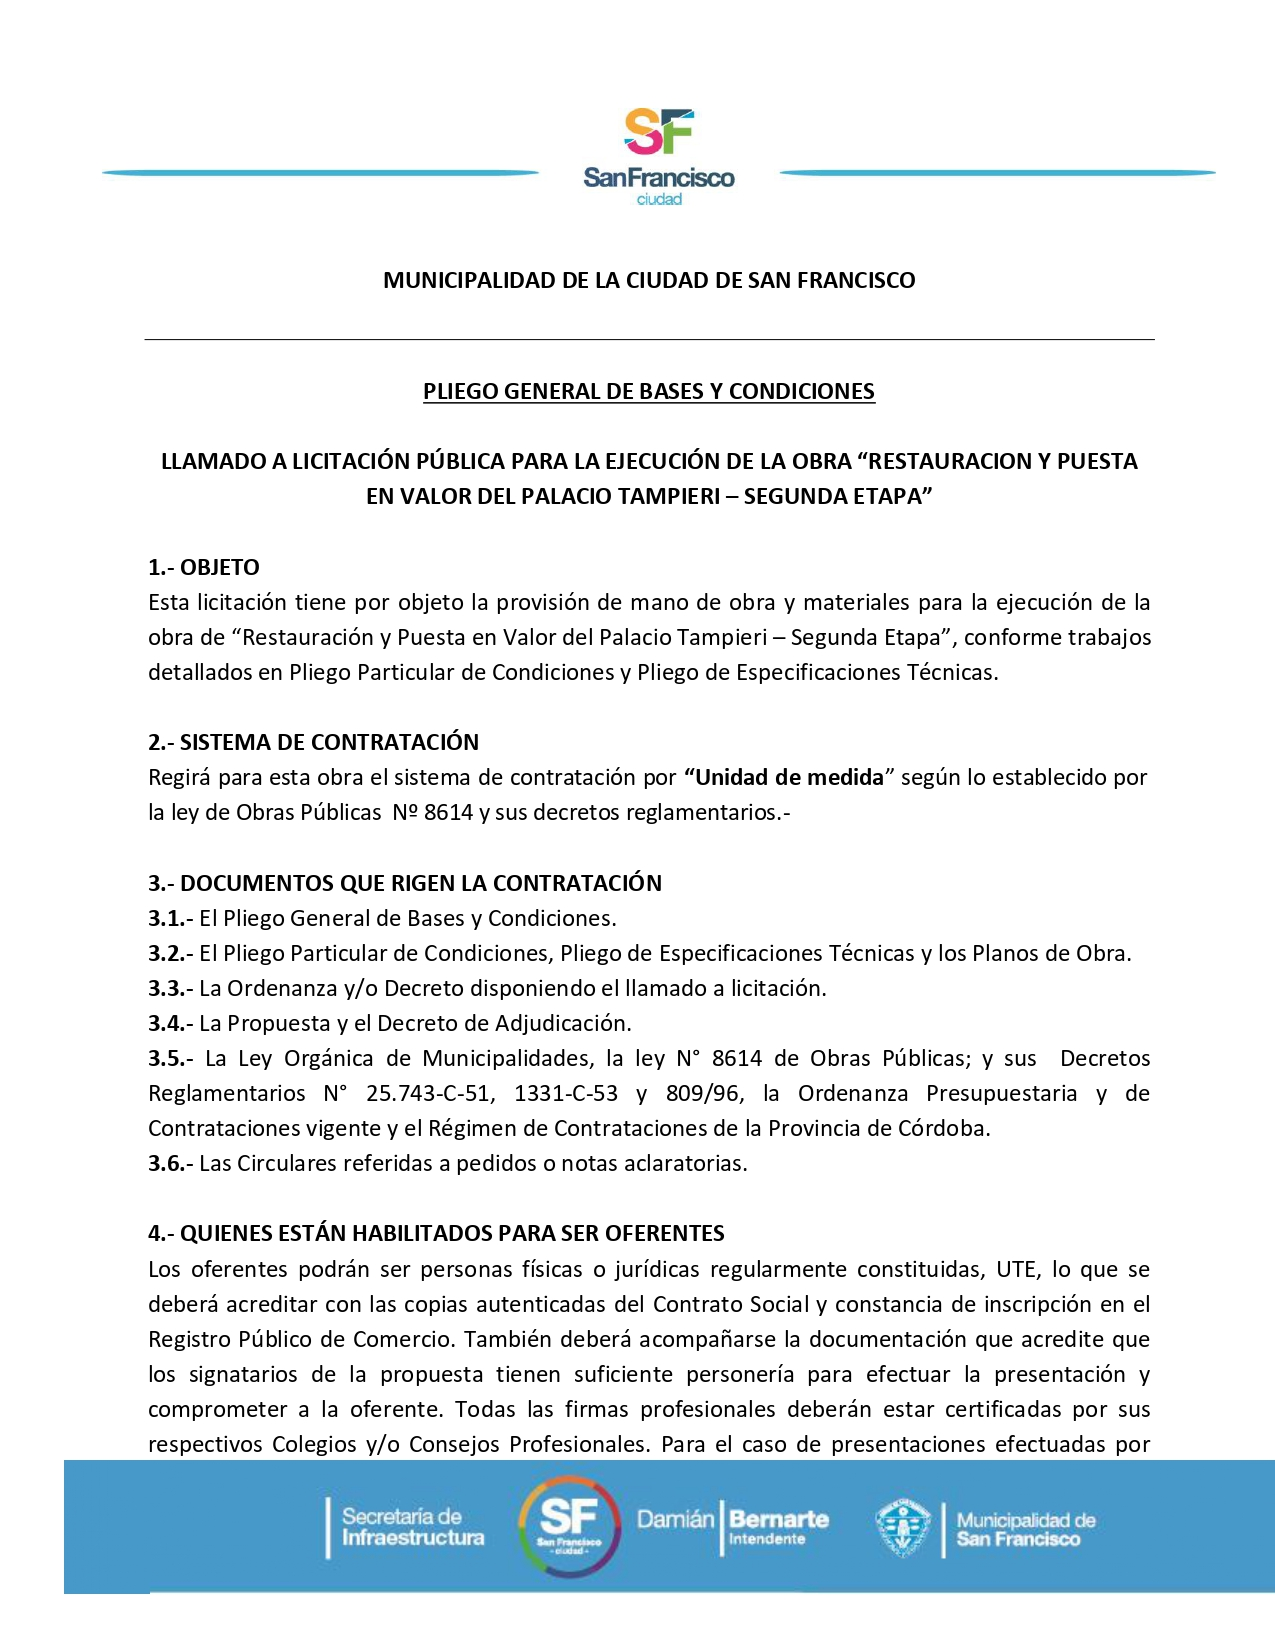 SF
SanFrancisco
ciudad
MUNICIPALIDAD DE LA CIUDAD DE SAN FRANCISCO
PLIEGO GENERAL DE BASES Y CONDICIONES
LLAMADO A LICITACIÓN PÚBLICA PARA LA EJECUCIÓN DE LA OBRA “RESTAURACION Y PUESTA
EN VALOR DEL PALACIO TAMPIERI – SEGUNDA ETAPA”
1.- OBJETO
Esta licitación tiene por objeto la provisión de mano de obra y materiales para la ejecución de la
obra de “Restauración y Puesta en Valor del Palacio Tampieri – Segunda Etapa”, conforme trabajos
detallados en Pliego Particular de Condiciones y Pliego de Especificaciones Técnicas.
2.- SISTEMA DE CONTRATACIÓN
Regirá para esta obra el sistema de contratación por “Unidad de medida” según lo establecido por
la ley de Obras Públicas  Nº 8614 y sus decretos reglamentarios.-
3.- DOCUMENTOS QUE RIGEN LA CONTRATACIÓN
3.1.- El Pliego General de Bases y Condiciones.
3.2.- El Pliego Particular de Condiciones, Pliego de Especificaciones Técnicas y los Planos de Obra.
3.3.- La Ordenanza y/o Decreto disponiendo el llamado a licitación.
3.4.- La Propuesta y el Decreto de Adjudicación.
3.5.- La Ley Orgánica de Municipalidades, la ley N° 8614 de Obras Públicas; y sus  Decretos
Reglamentarios N° 25.743-C-51, 1331-C-53 y 809/96, la Ordenanza Presupuestaria y de
Contrataciones vigente y el Régimen de Contrataciones de la Provincia de Córdoba.
3.6.- Las Circulares referidas a pedidos o notas aclaratorias.
4.- QUIENES ESTÁN HABILITADOS PARA SER OFERENTES
Los oferentes podrán ser personas físicas o jurídicas regularmente constituidas, UTE, lo que se
deberá acreditar con las copias autenticadas del Contrato Social y constancia de inscripción en el
Registro Público de Comercio. También deberá acompañarse la documentación que acredite que
los signatarios de la propuesta tienen suficiente personería para efectuar la presentación y
comprometer a la oferente. Todas las firmas profesionales deberán estar certificadas por sus
respectivos Colegios y/o Consejos Profesionales. Para el caso de presentaciones efectuadas por
Secretaría de
Infraestructura
SF
San Francisco
- ciudad -
Damián Bernarte
Intendente
Municipalidad de
San Francisco